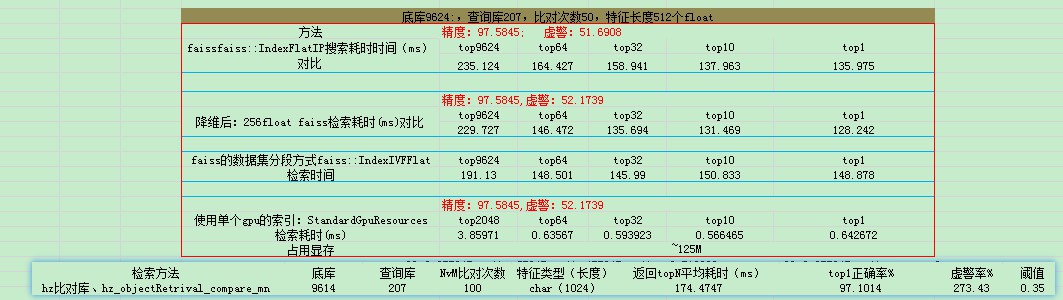 底库9624:，查询库207，比对次数50，特征长度512个float
方法 精度：97.5845; 虚警：51.6908
faissfaiss::IndexFlatIP搜索耗时时间（ms）对比 top9624 top64 top32 top10 top1
235.124 164.427 158.941 137.963 135.975
精度：97.5845,虚警：52.1739
降维后：256float faiss检索耗时(ms)对比 top9624 top64 top32 top10 top1
229.727 146.472 135.694 131.469 128.242
faiss的数据集分段方式faiss::IndexIVFFlat top9624 top64 top32 top10 top1
检索时间 191.13 148.501 145.99 150.833 148.878
精度：97.5845,虚警：52.1739
使用单个gpu的索引：StandardGpuResources top2048 top64 top32 top10 top1
检索耗时(ms) 3.85971 0.63567 0.593923 0.566465 0.642672
占用显存 ~125M
检索方法 底库 查询库 NvM比对次数 特征类型（长度） 返回topN平均耗时（ms） top1正确率% 虚警率% 阈值
hz比对库、hz_objectRetrival_compare_mn 9614 207 100 char（1024） 174.4747 97.1014 273.43 0.35